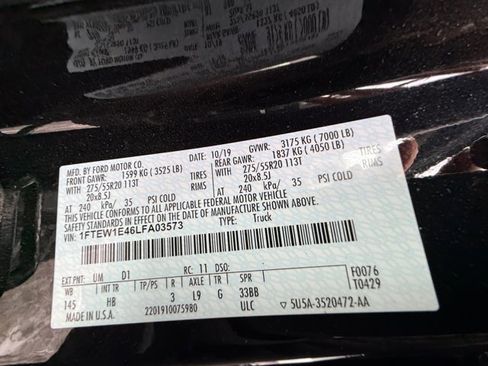 MFD. BY FORD MOTOR CO. 10/19 GVWR: 3175 KG (7000 LB)
FRONT GAWR: 1599 KG (3525 LB) REAR GAWR: 1837 KG (4050 LB)
WITH 275/55R20 113T TIRES WITH 275/55R20 113T TIRES
20x8.5J RIMS 20x8.5J RIMS
AT 240 kPa/ 35 PSI COLD AT 240 kPa/ 35 PSI COLD
THIS VEHICLE CONFORMS TO ALL APPLICABLE FEDERAL MOTOR VEHICLE
SAFETY STANDARDS IN EFFECT ON THE DATE OF MANUFACTURE SHOWN ABOVE.
VIN: 1FTEW1E46LFA03573 TYPE: Truck
EXT PNT: UM D1 RC: 11 DSO: F0076
WB INT TR TP/PS R AXLE TR SPR T0429
145 HB 3 L9 G 33BB
MADE IN U.S.A. 2201910075980 ULC 5U5A-3520472-AA